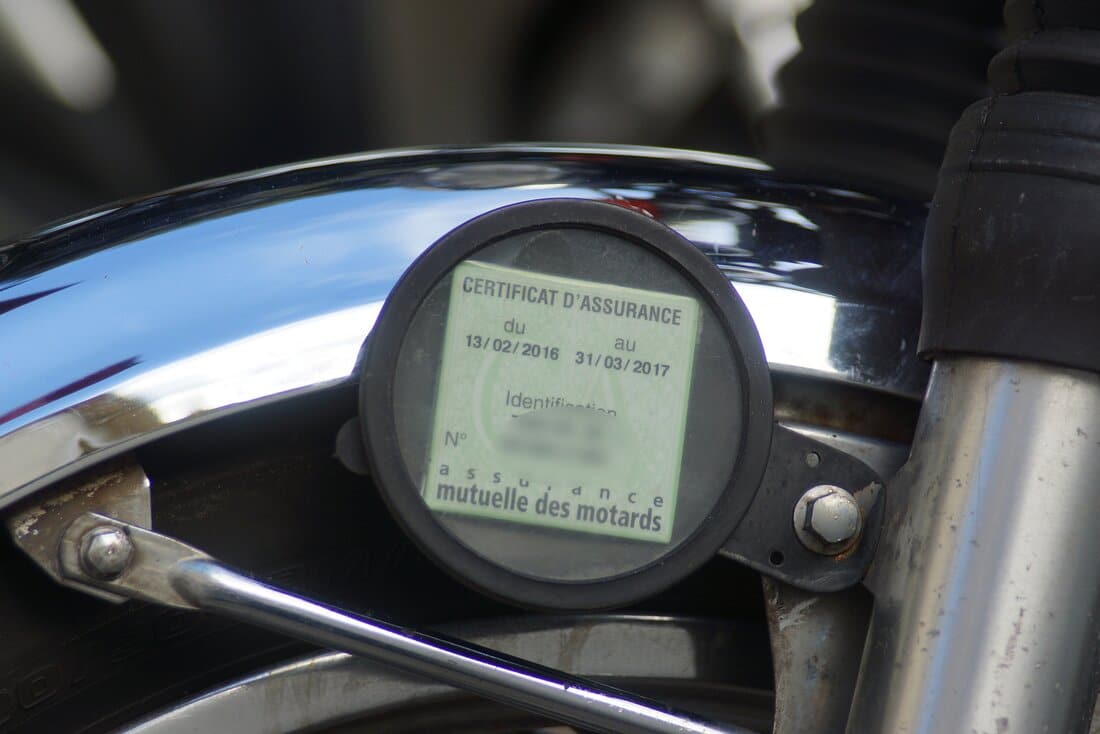 CERTIFICAT D'ASSURANCE
du au
13/02/2016 31/03/2017
Identification
N°
assurance
mutuelle des motards